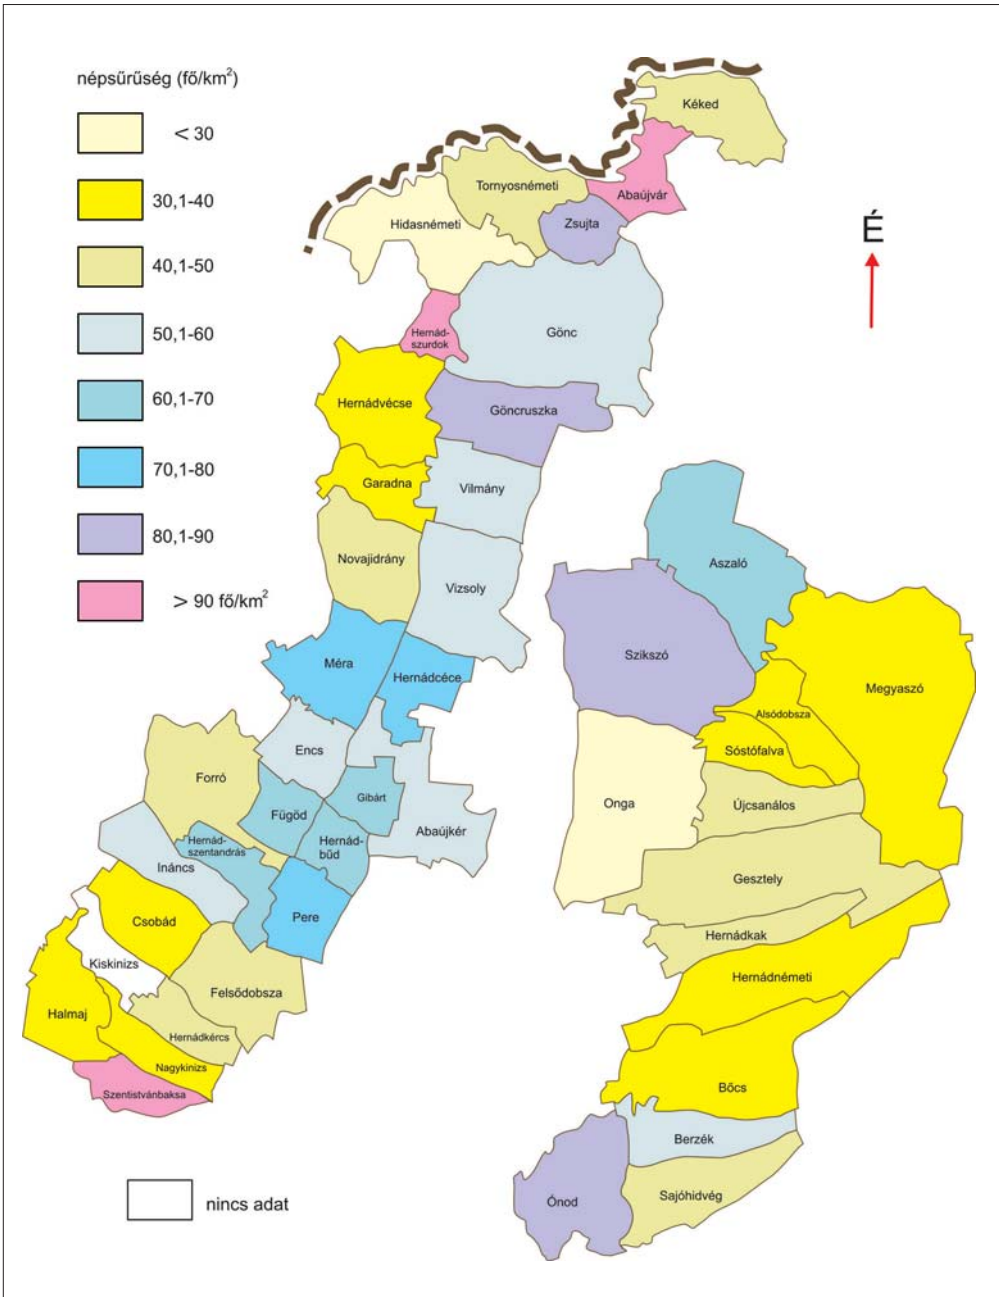 népsűrűség (fő/km²)
< 30
30,1-40
40,1-50
50,1-60
60,1-70
70,1-80
80,1-90
> 90 fő/km²
É
Kéked
Tornyosnémeti
Abaújvár
Hidasnémeti
Zsujta
Gönc
Hernád-
szurdok
Hernádvécse
Göncruszka
Garadna
Vilmány
Novajidrány
Vizsoly
Aszaló
Szikszó
Méra
Hernádcéce
Megyaszó
Alsódobsza
Encs
Sóstófalva
Forró
Gibárt
Onga
Újcsanálos
Fügöd
Abaújkér
Hernád-
szentandrás
Hernád-
bűd
Ináncs
Gesztely
Csobád
Pere
Hernádkak
Kiskinizs
Hernádnémeti
Felsődobsza
Halmaj
Hernádkércs
Nagykinizs
Szentistvánbaksa
Bőcs
Berzék
Ónod
Sajóhidvég
nincs adat